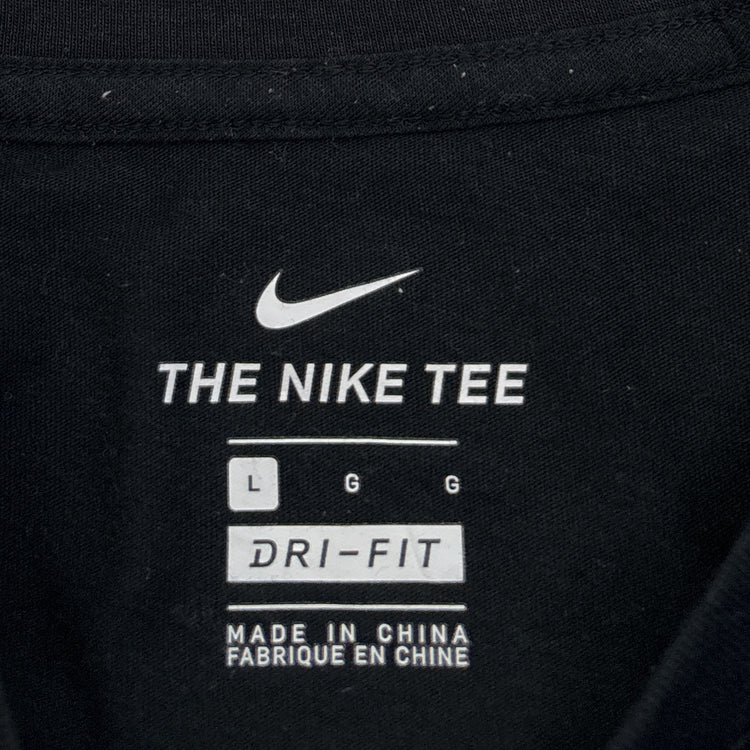 THE NIKE TEE
L G G
DRI-FIT
MADE IN CHINA
FABRIQUE EN CHINE